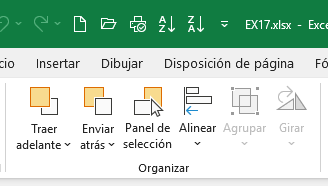 EX17.xlsx - Exce
cio Insertar Dibujar Disposición de página Fó
Traer adelante
Enviar atrás
Panel de selección
Alinear
Agrupar
Girar
Organizar